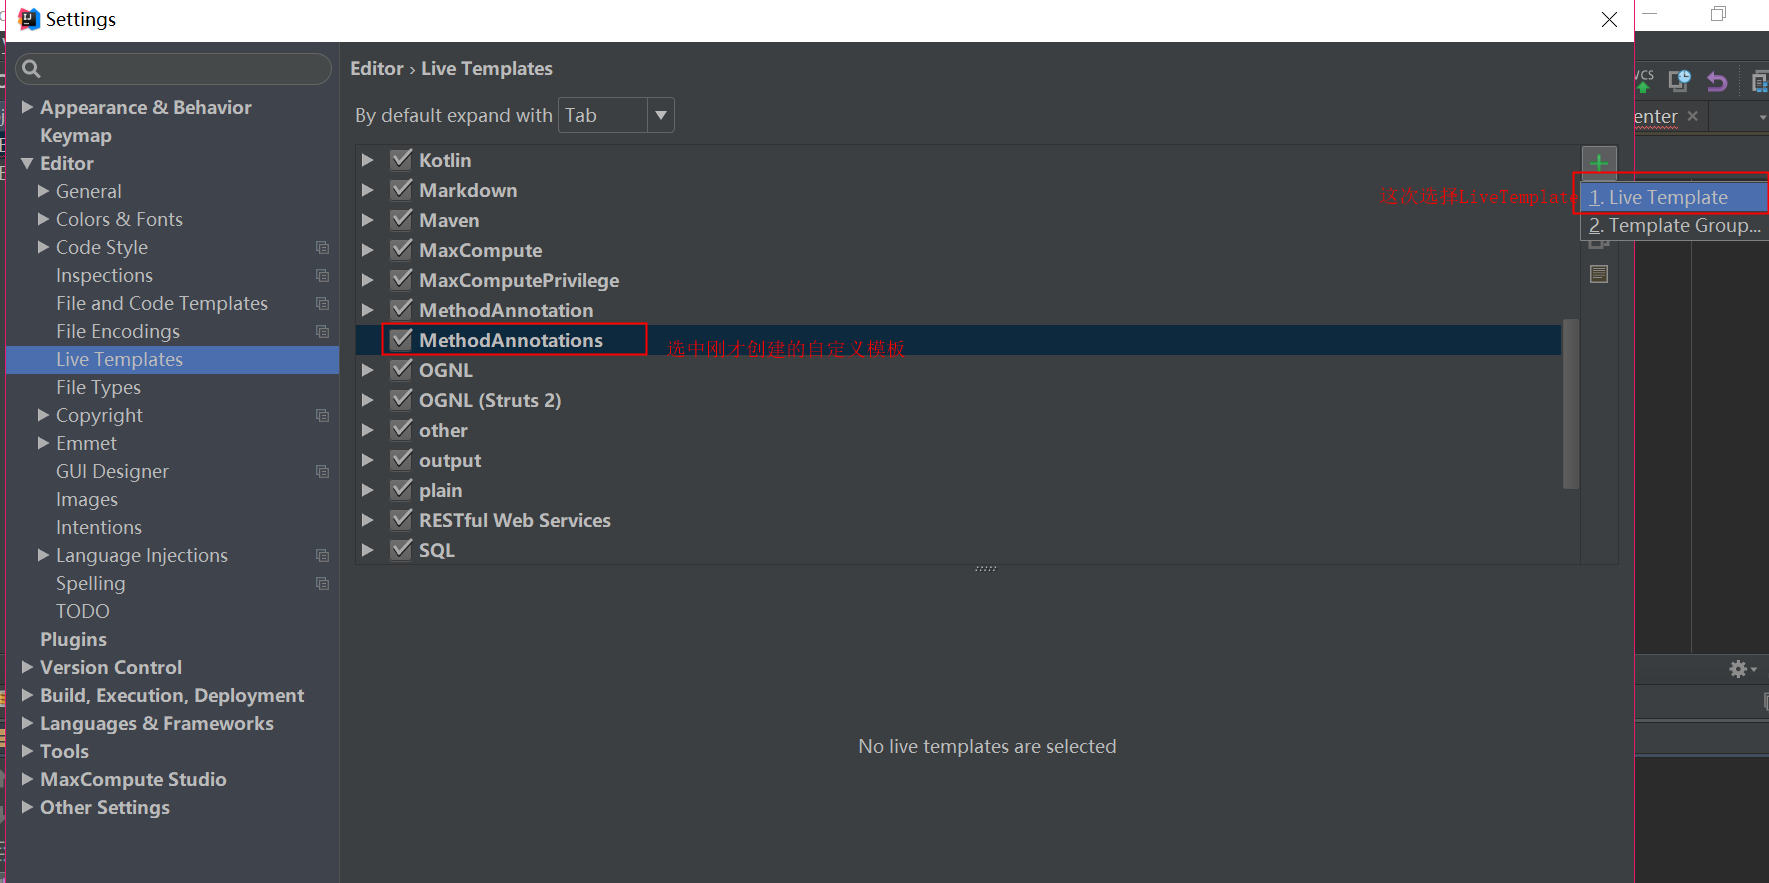 Settings
Appearance & Behavior
Keymap
Editor
General
Colors & Fonts
Code Style
Inspections
File and Code Templates
File Encodings
Live Templates
File Types
Copyright
Emmet
GUI Designer
Images
Intentions
Language Injections
Spelling
TODO
Plugins
Version Control
Build, Execution, Deployment
Languages & Frameworks
Tools
MaxCompute Studio
Other Settings
Editor › Live Templates
By default expand with Tab
Kotlin
Markdown
Maven
MaxCompute
MaxComputePrivilege
MethodAnnotation
MethodAnnotations
选中刚才创建的自定义模板
OGNL
OGNL (Struts 2)
other
output
plain
RESTful Web Services
SQL
这次选择LiveTemplate
1. Live Template
2. Template Group...
No live templates are selected
VCS
enter